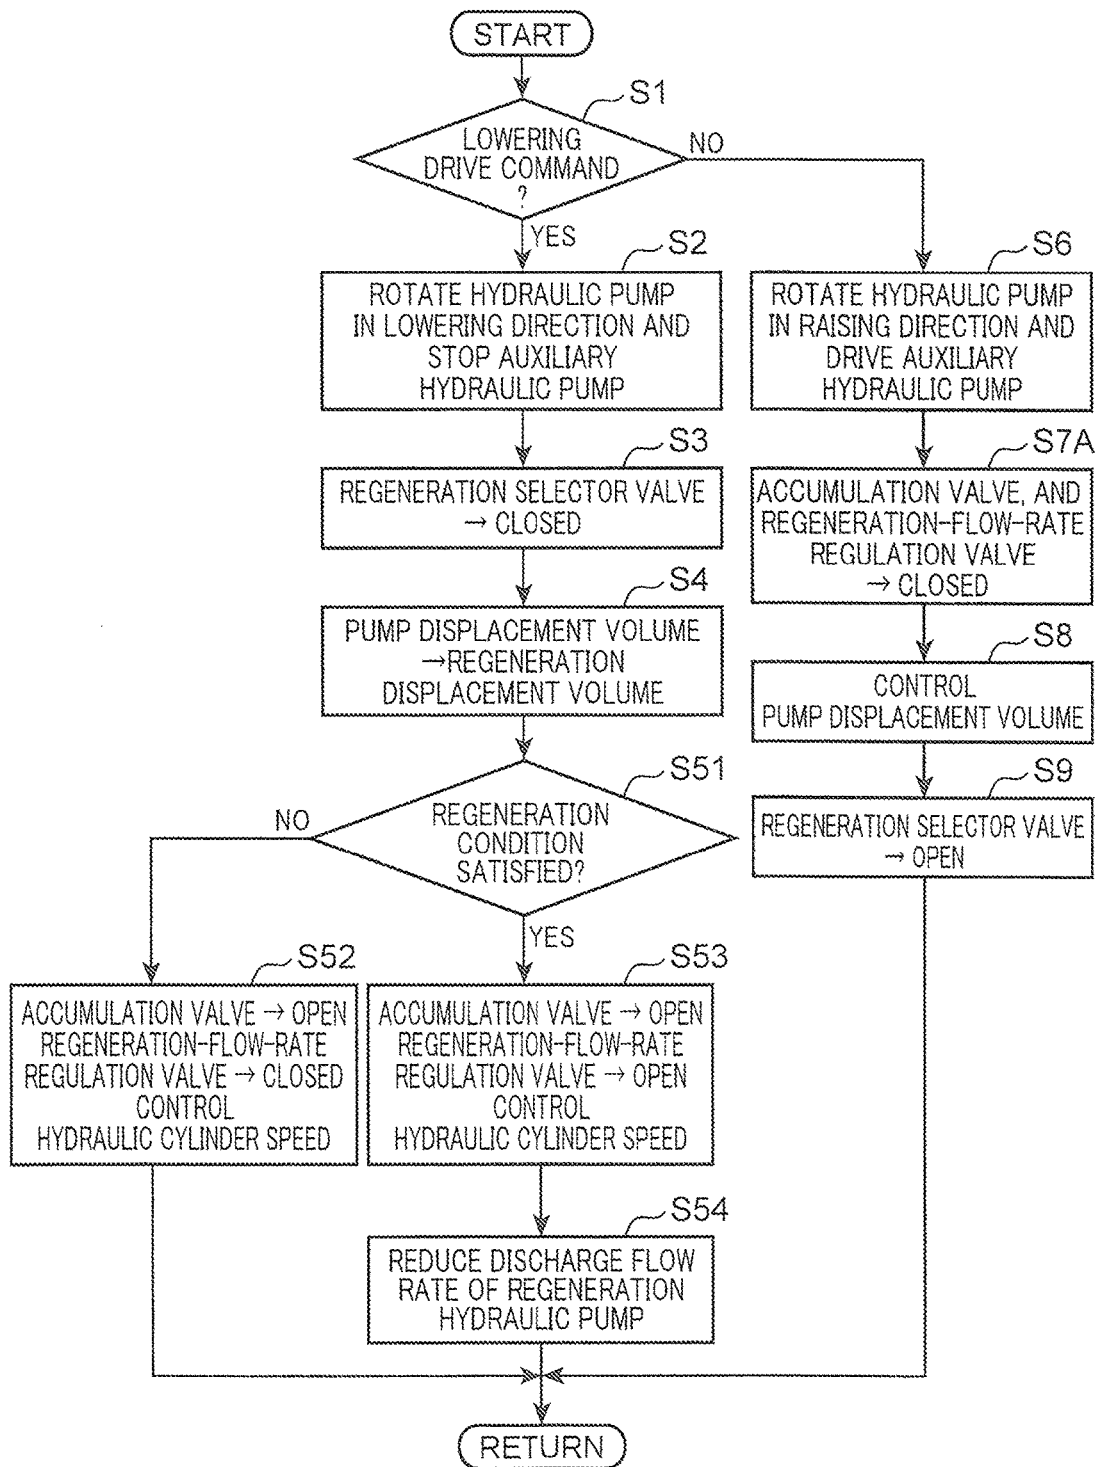 START
S1
LOWERING
DRIVE COMMAND
?
NO
YES
S2
ROTATE HYDRAULIC PUMP
IN LOWERING DIRECTION AND
STOP AUXILIARY
HYDRAULIC PUMP
S6
ROTATE HYDRAULIC PUMP
IN RAISING DIRECTION AND
DRIVE AUXILIARY
HYDRAULIC PUMP
S3
REGENERATION SELECTOR VALVE
→ CLOSED
S7A
ACCUMULATION VALVE, AND
REGENERATION-FLOW-RATE
REGULATION VALVE
→ CLOSED
S4
PUMP DISPLACEMENT VOLUME
→REGENERATION
DISPLACEMENT VOLUME
S8
CONTROL
PUMP DISPLACEMENT VOLUME
S51
REGENERATION
CONDITION
SATISFIED?
NO
YES
S9
REGENERATION SELECTOR VALVE
→ OPEN
S52
ACCUMULATION VALVE → OPEN
REGENERATION-FLOW-RATE
REGULATION VALVE → CLOSED
CONTROL
HYDRAULIC CYLINDER SPEED
S53
ACCUMULATION VALVE → OPEN
REGENERATION-FLOW-RATE
REGULATION VALVE → OPEN
CONTROL
HYDRAULIC CYLINDER SPEED
S54
REDUCE DISCHARGE FLOW
RATE OF REGENERATION
HYDRAULIC PUMP
RETURN